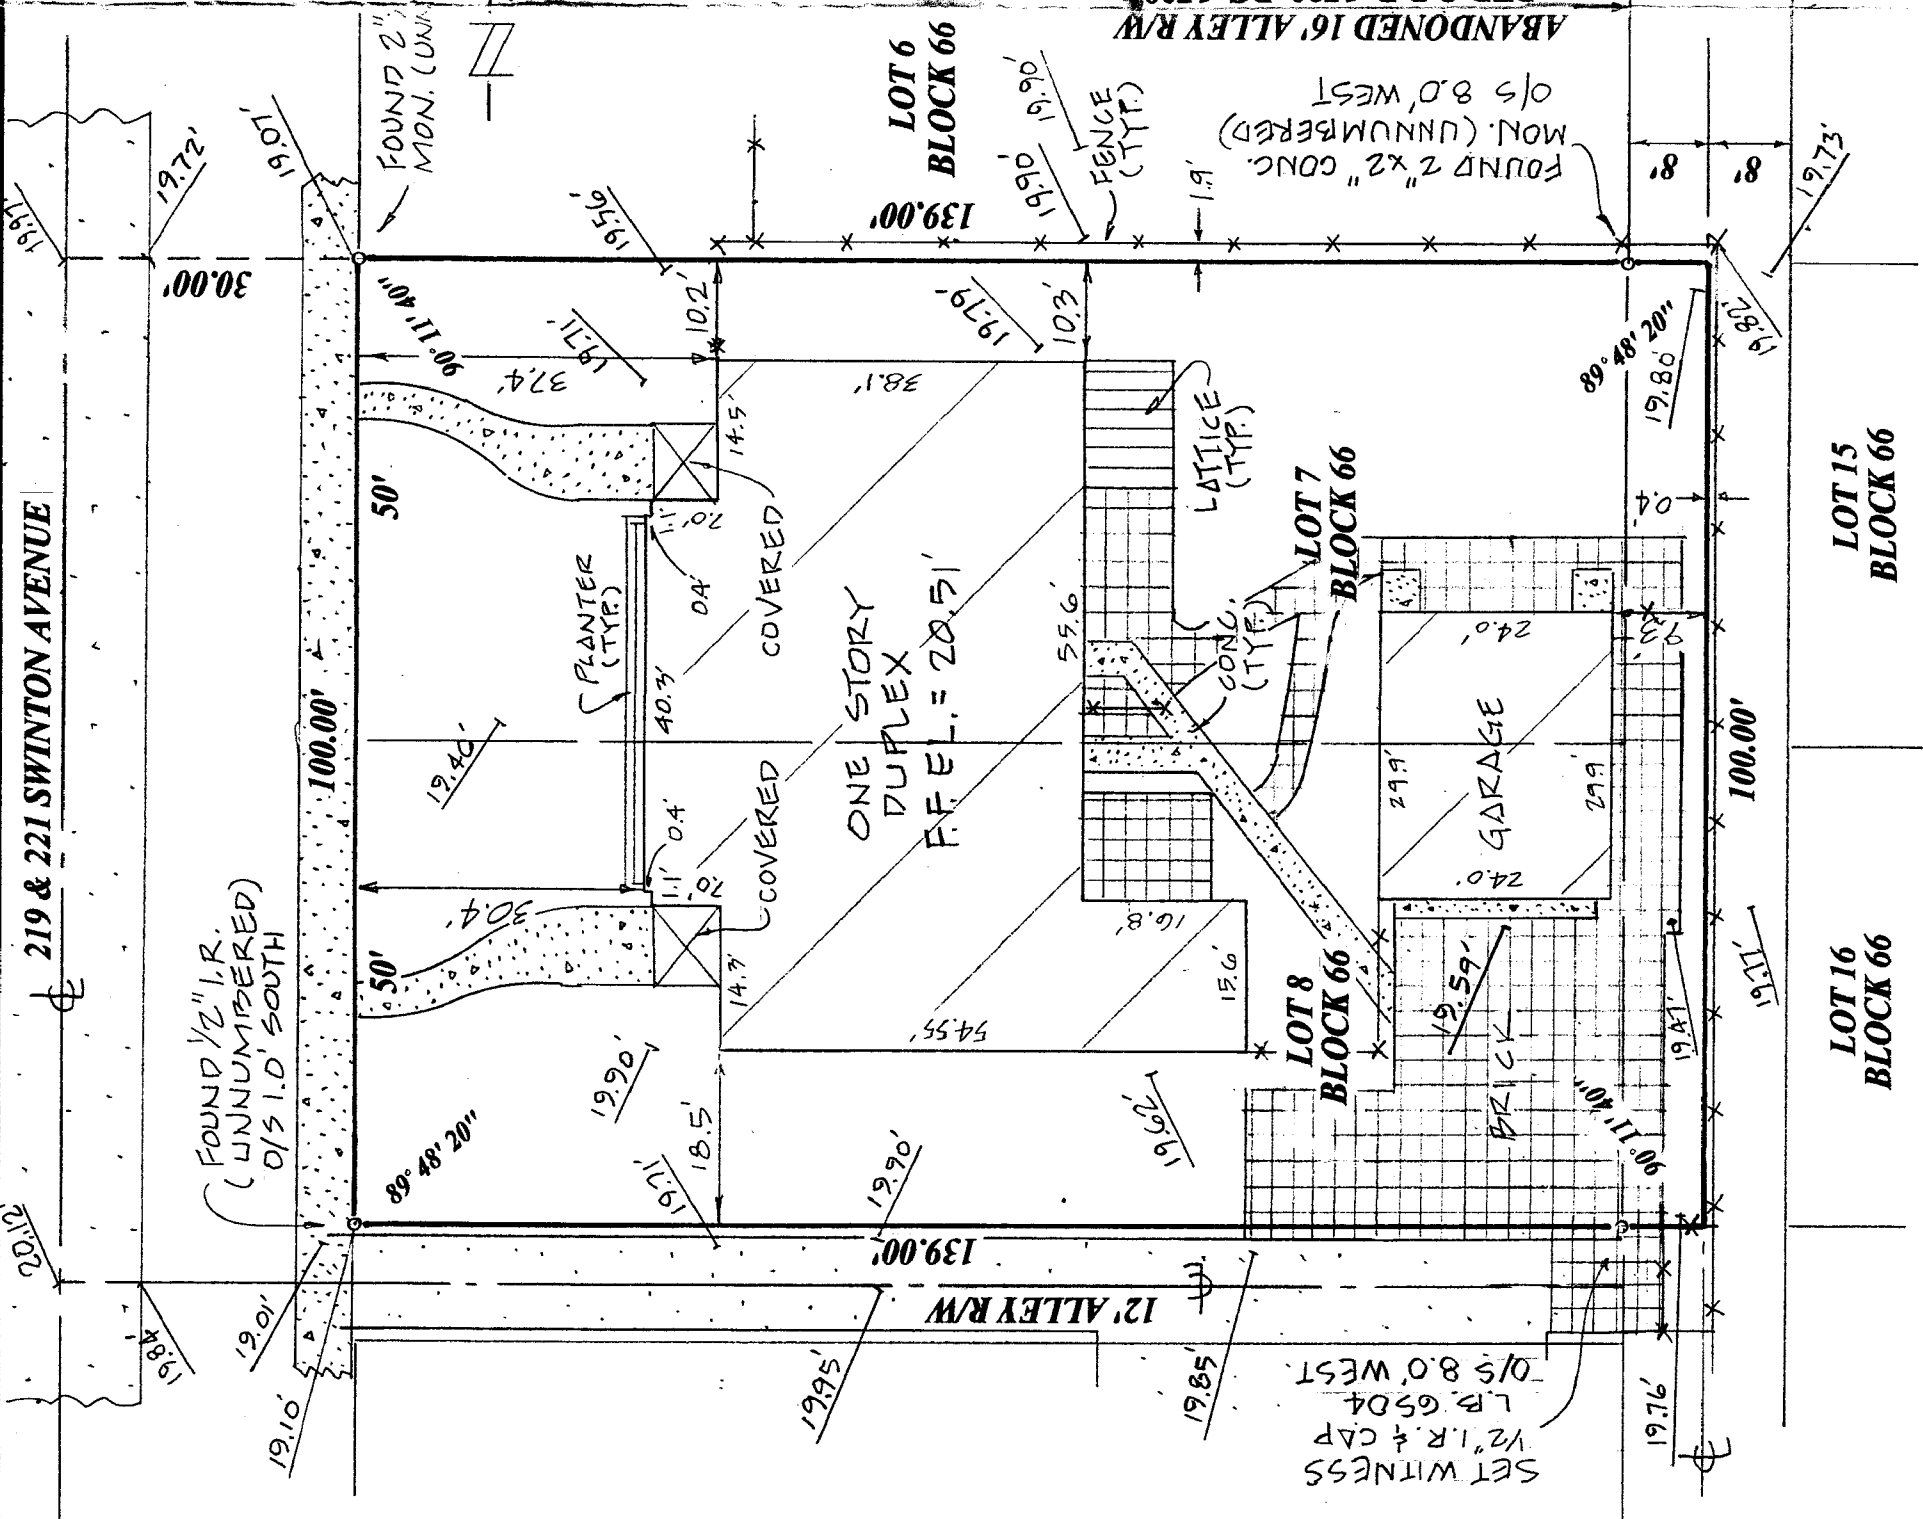 219 & 221 SWINTON AVENUE
19.97'
19.72'
30.00'
19.07'
FOUND 2"
MON. (UNN
N
LOT 6
BLOCK 66
19.90'
19.90'
FENCE
(TYP.)
1.9'
ABANDONED 16' ALLEY R/W
FOUND 2"x2" CONC.
MON. (UNNUMBERED)
O/S 8.0' WEST
8'
8'
19.73'
19.82'
139.00'
19.56'
90° 11' 40"
37.4'
19.71'
10.2'
19.79'
10.3'
89° 48' 20"
19.80'
50'
14.5'
38.1'
LATTICE
(TYP.)
LOT 7
BLOCK 66
0.4'
LOT 15
BLOCK 66
PLANTER
(TYP.)
1.1'
7.0'
0.4'
COVERED
100.00'
19.40'
40.3'
ONE STORY
DUPLEX
F.F. EL. = 20.51'
55.6'
CONC.
(TYP.)
24.0'
9.3'
29.9'
GARAGE
29.9'
24.0'
100.00'
30.4'
0.4'
1.1'
7.0'
COVERED
FOUND 1/2" I.R.
(UNNUMBERED)
O/S 1.0' SOUTH
50'
14.3'
54.55'
16.8'
15.6'
LOT 8
BLOCK 66
19.59'
BRICK
19.47'
19.77'
LOT 16
BLOCK 66
89° 48' 20"
19.90'
18.5'
19.71'
19.90'
19.62'
90° 11' 40"
20.12'
19.84'
19.01'
19.10'
139.00'
12' ALLEY R/W
19.95'
19.85'
SET WITNESS
1/2" I.R. & CAP
L.B. 6504
O/S 8.0' WEST
19.76'